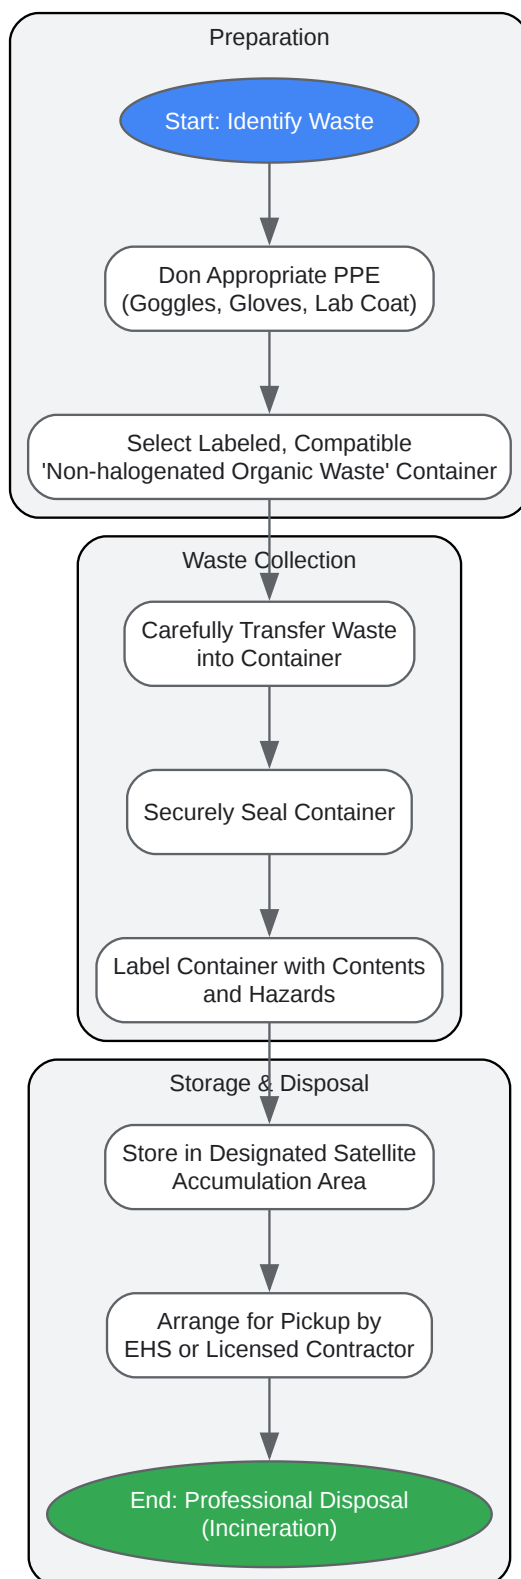 Preparation
Start: Identify Waste
Don Appropriate PPE
(Goggles, Gloves, Lab Coat)
Select Labeled, Compatible
'Non-halogenated Organic Waste' Container
Waste Collection
Carefully Transfer Waste
into Container
Securely Seal Container
Label Container with Contents
and Hazards
Storage & Disposal
Store in Designated Satellite
Accumulation Area
Arrange for Pickup by
EHS or Licensed Contractor
End: Professional Disposal
(Incineration)